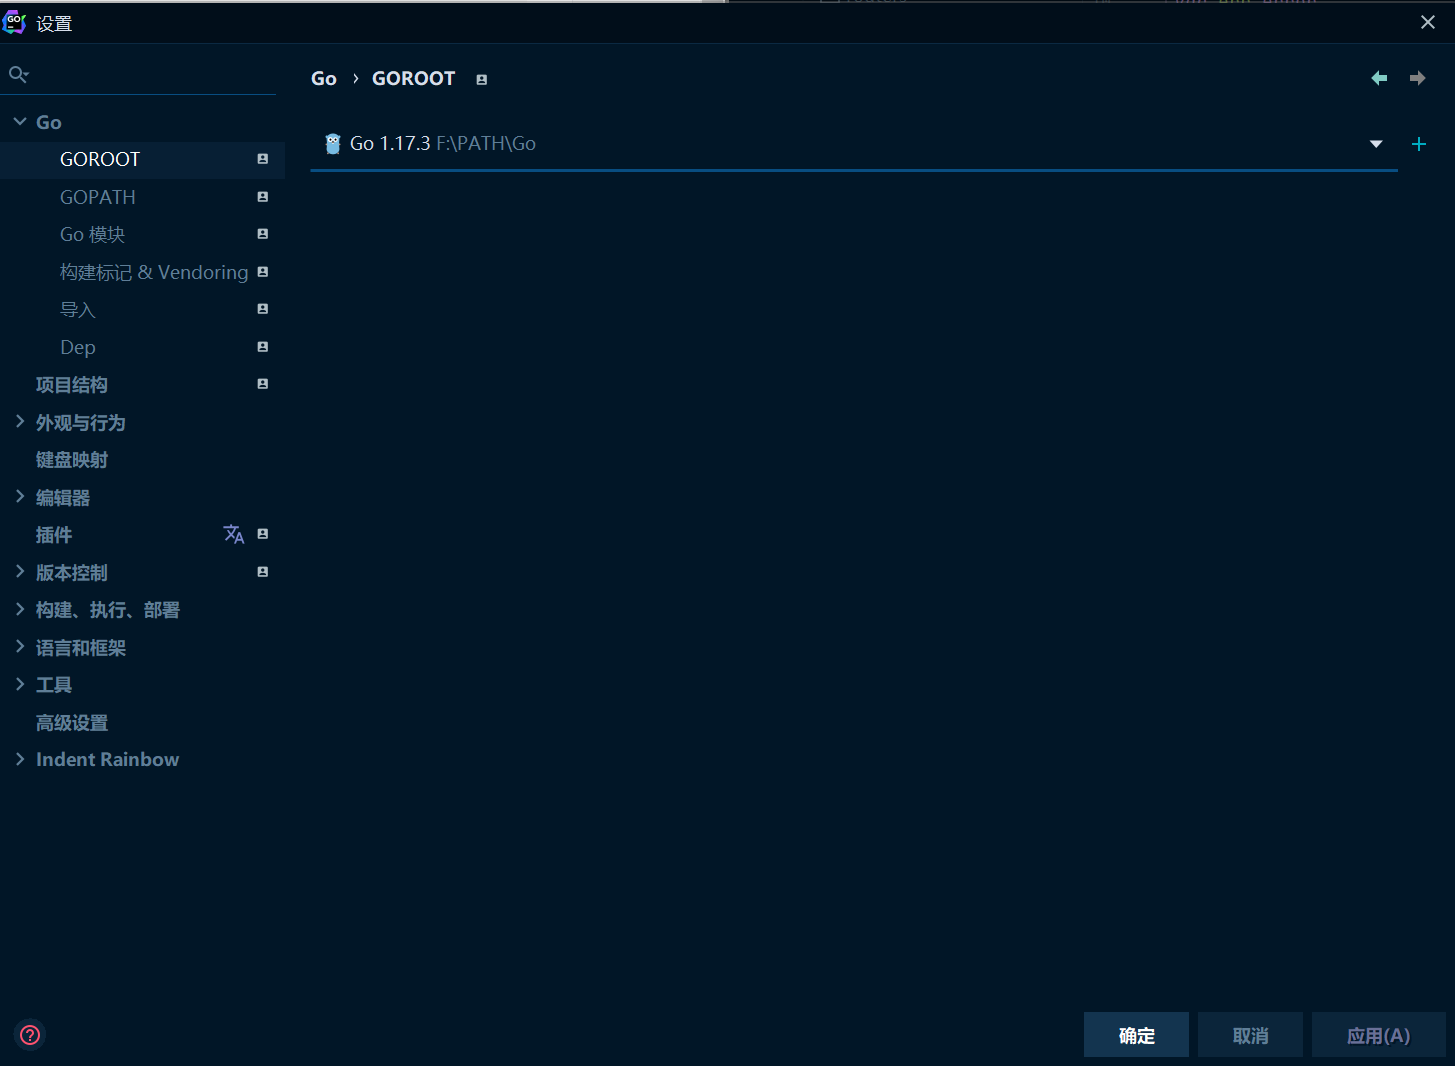 GO
设置
Go › GOROOT
Go 1.17.3 F:\PATH\Go
Go
GOROOT
GOPATH
Go 模块
构建标记 & Vendoring
导入
Dep
项目结构
外观与行为
键盘映射
编辑器
插件
版本控制
构建、执行、部署
语言和框架
工具
高级设置
Indent Rainbow
确定
取消
应用(A)